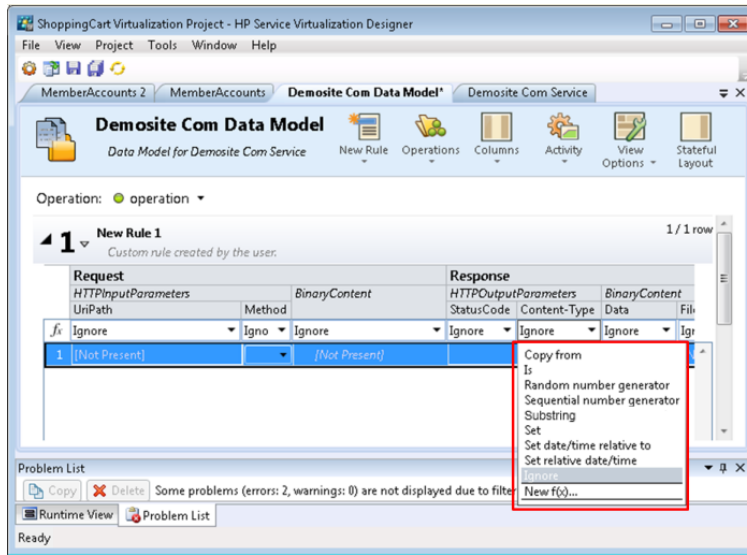 ShoppingCart Virtualization Project - HP Service Virtualization Designer
File View Project Tools Window Help
MemberAccounts 2 MemberAccounts Demosite Com Data Model* Demosite Com Service
Demosite Com Data Model
Data Model for Demosite Com Service
New Rule Operations Columns Activity View Options Stateful Layout
Operation: operation
1 New Rule 1 1 / 1 row
Custom rule created by the user.
Request Response
HTTPInputParameters BinaryContent HTTPOutputParameters BinaryContent
UriPath Method StatusCode Content-Type Data File
fx Ignore Igno Ignore Ignore Ignore Ignore Igr
1 [Not Present] [Not Present]
Copy from
Is
Random number generator
Sequential number generator
Substring
Set
Set date/time relative to
Set relative date/time
Ignore
New f(x)...
Problem List
Copy Delete Some problems (errors: 2, warnings: 0) are not displayed due to filter
Runtime View Problem List
Ready